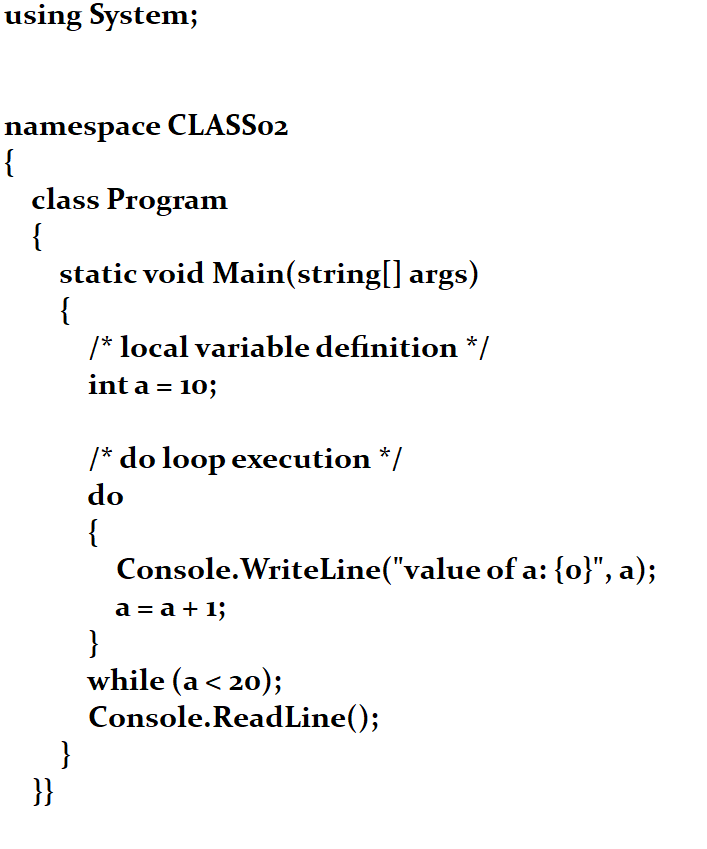 using System;
namespace CLASS02
{
class Program
{
static void Main(string[] args)
{
/* local variable definition */
int a = 10;
/* do loop execution */
do
{
Console.WriteLine("value of a: {0}", a);
a = a + 1;
}
while (a < 20);
Console.ReadLine();
}
}}